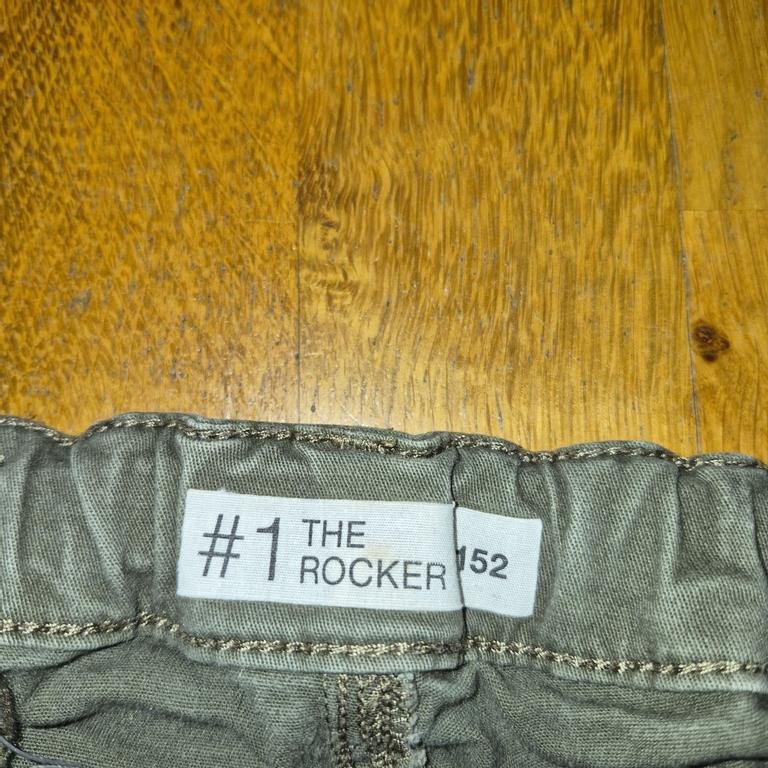 #1 THE
ROCKER
152